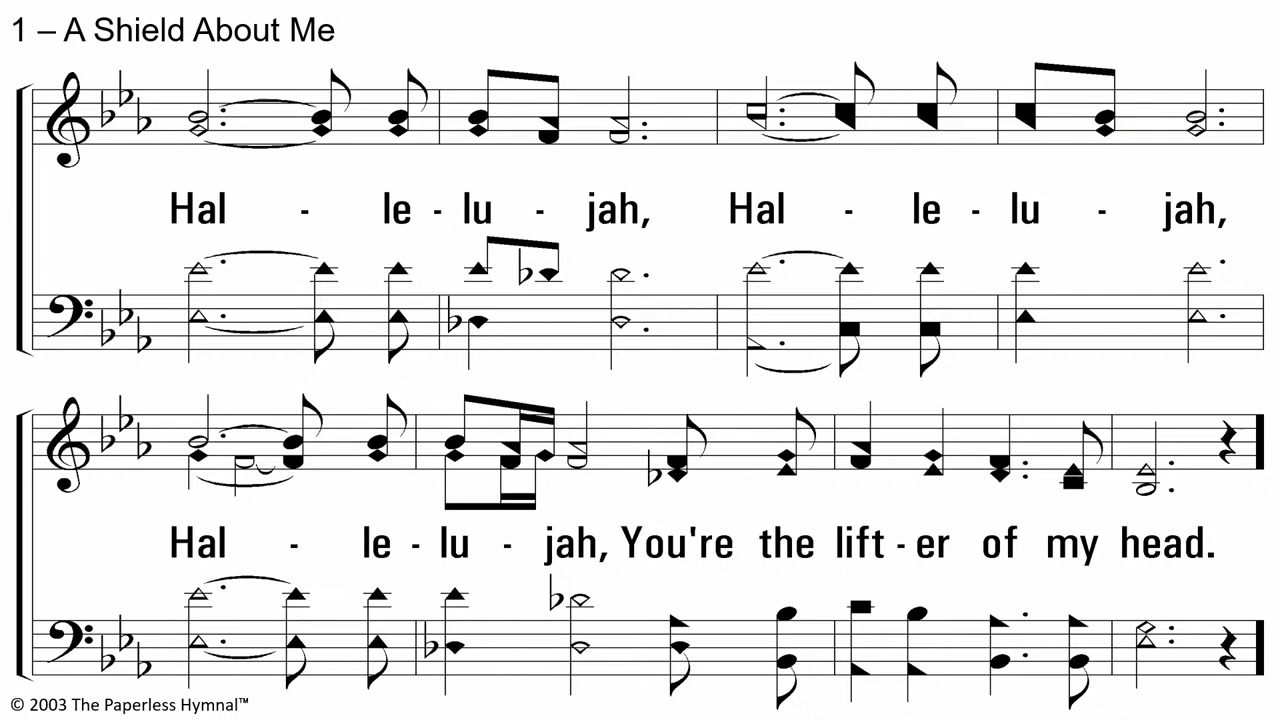 1 – A Shield About Me
Hal - le - lu - jah, Hal - le - lu - jah,
Hal - le - lu - jah, You're the lift - er of my head.
© 2003 The Paperless Hymnal™